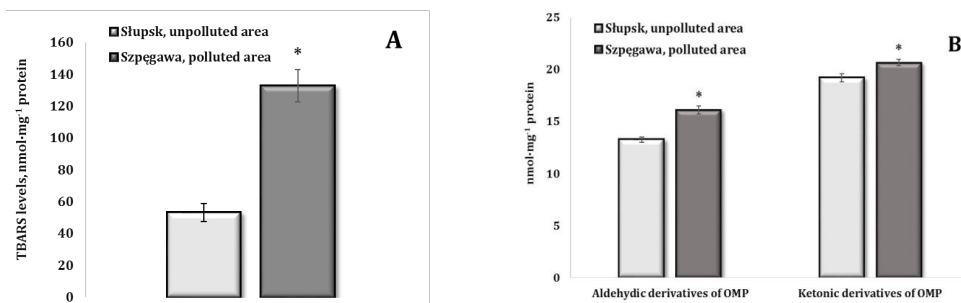 Słupsk, unpolluted area
Szpęgawa, polluted area
A
TBARS levels, nmol·mg⁻¹ protein
160
140
120
100
80
60
40
20
0
*
Słupsk, unpolluted area
Szpęgawa, polluted area
B
nmol·mg⁻¹ protein
25
20
15
10
5
0
*
*
Aldehydic derivatives of OMP
Ketonic derivatives of OMP